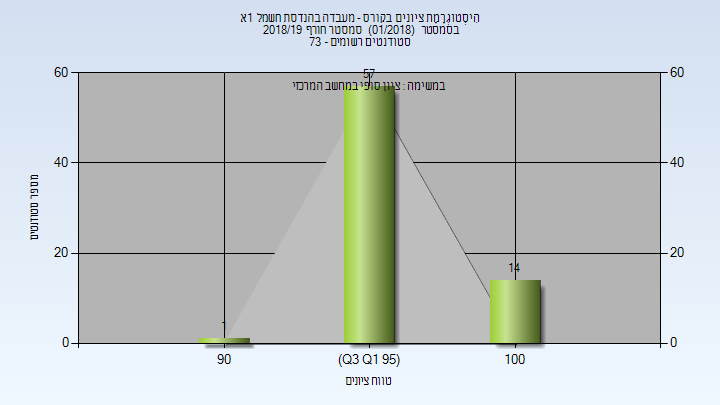 היסטוגרמת ציונים בקורס - מעבדה בהנדסת חשמל 1א
בסמסטר (01/2018) סמסטר חורף 2018/19
סטודנטים רשומים - 73
במשימה : ציון סופי במחשב המרכזי
57
14
1
60
40
20
0
60
40
20
0
מספר סטודנטים
90
(Q3 Q1 95)
100
טווח ציונים